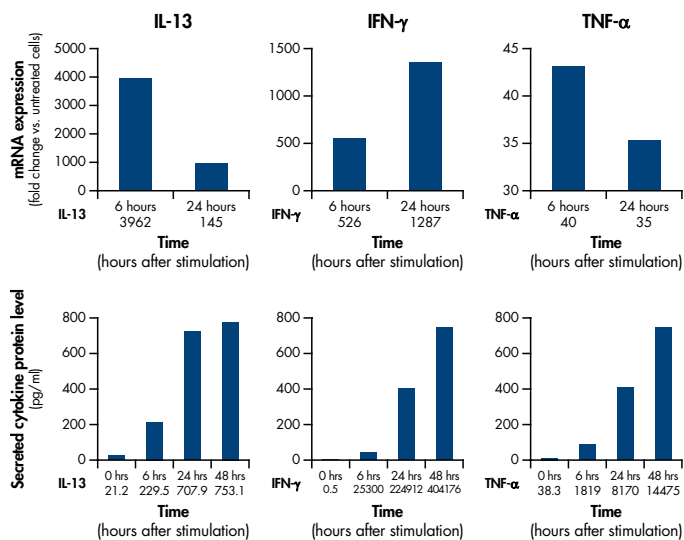 IL-13
IFN-γ
TNF-α
mRNA expression
(fold change vs. untreated cells)
5000
4000
3000
2000
1000
0
6 hours
24 hours
IL-13
3962
145
Time
(hours after stimulation)
1500
1000
500
0
6 hours
24 hours
IFN-γ
526
1287
Time
(hours after stimulation)
45
40
35
30
6 hours
24 hours
TNF-α
40
35
Time
(hours after stimulation)
Secreted cytokine protein level
(pg/ml)
800
600
400
200
0
0 hrs
6 hrs
24 hrs
48 hrs
IL-13
21.2
229.5
707.9
753.1
Time
(hours after stimulation)
800
600
400
200
0
0 hrs
6 hrs
24 hrs
48 hrs
IFN-γ
0.5
25300
224912
404176
Time
(hours after stimulation)
800
600
400
200
0
0 hrs
6 hrs
24 hrs
48 hrs
TNF-α
38.3
1819
8170
14475
Time
(hours after stimulation)